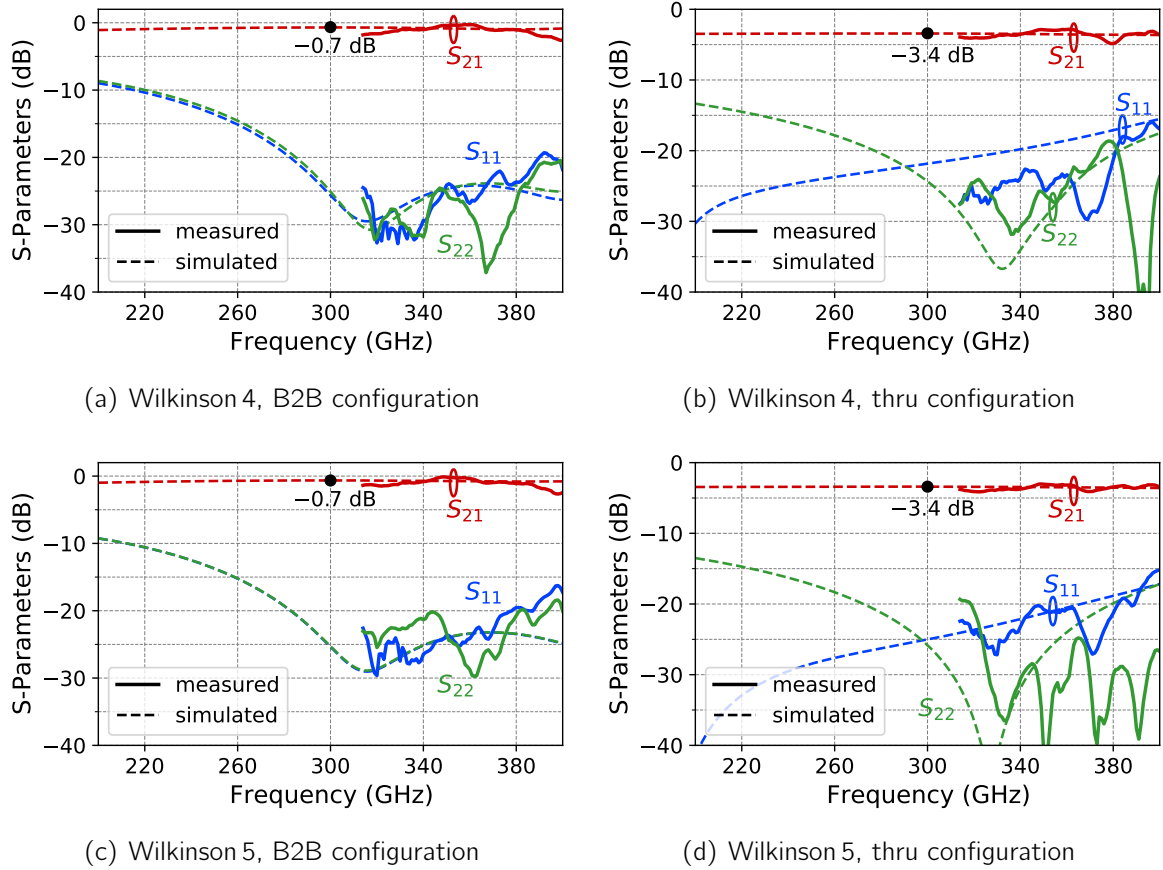 0
−10
−20
−30
−40
S-Parameters (dB)
−0.7 dB
S21
S11
S22
measured
simulated
220 260 300 340 380
Frequency (GHz)
(a) Wilkinson 4, B2B configuration
0
−10
−20
−30
−40
S-Parameters (dB)
−3.4 dB
S21
S11
S22
measured
simulated
220 260 300 340 380
Frequency (GHz)
(b) Wilkinson 4, thru configuration
0
−10
−20
−30
−40
S-Parameters (dB)
−0.7 dB
S21
S11
S22
measured
simulated
220 260 300 340 380
Frequency (GHz)
(c) Wilkinson 5, B2B configuration
0
−10
−20
−30
−40
S-Parameters (dB)
−3.4 dB
S21
S11
S22
measured
simulated
220 260 300 340 380
Frequency (GHz)
(d) Wilkinson 5, thru configuration